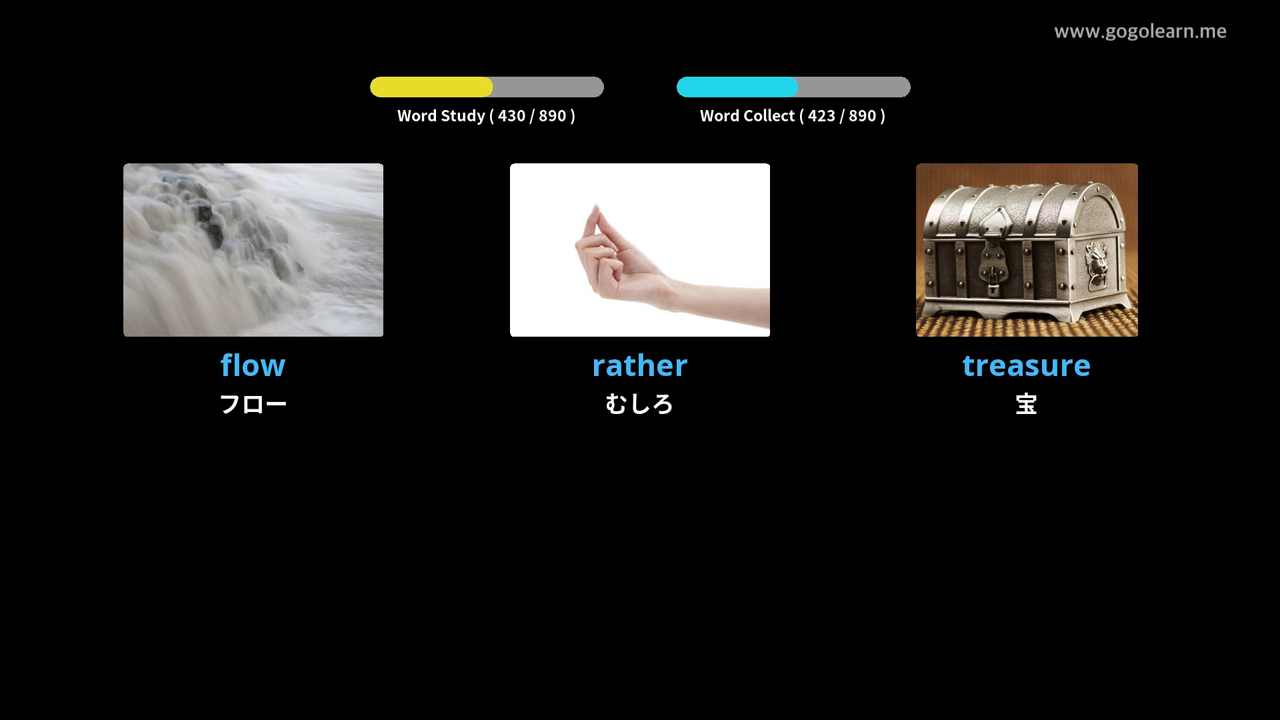 www.gogolearn.me
Word Study ( 430 / 890 )
Word Collect ( 423 / 890 )
flow
フロー
rather
むしろ
treasure
宝